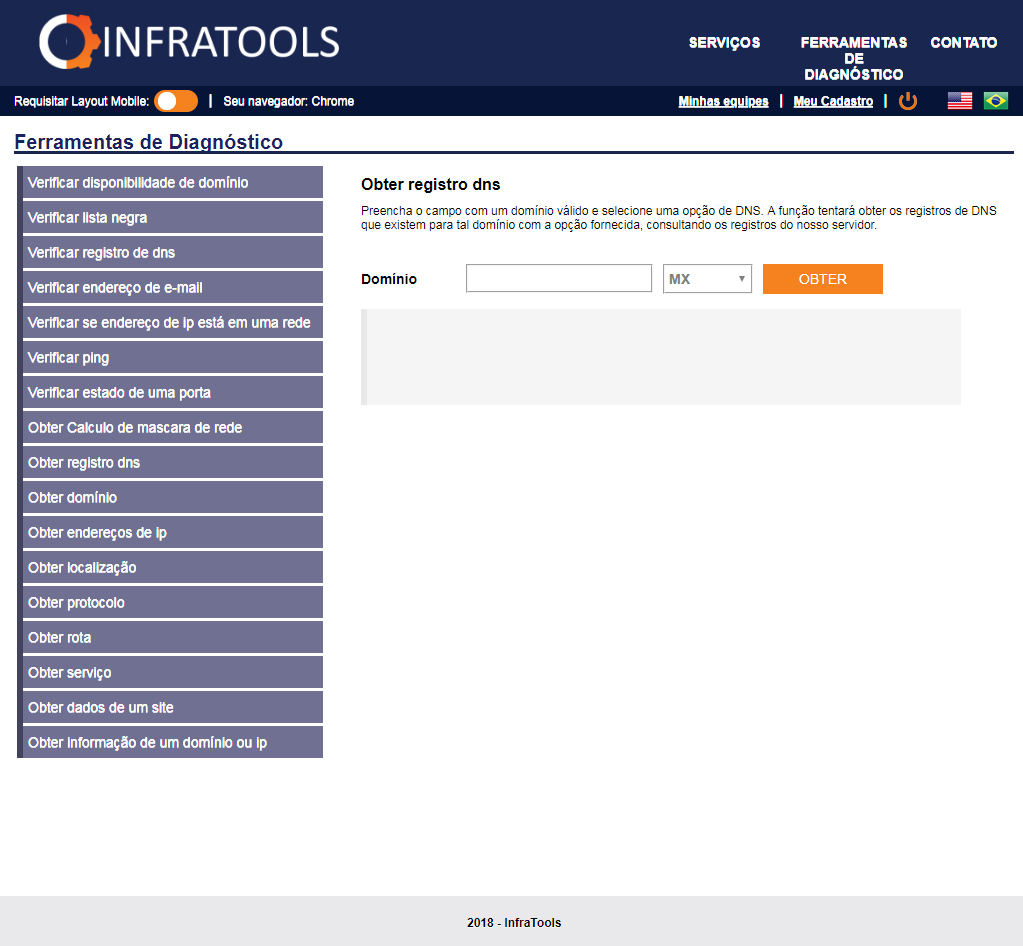 INFRATOOLS
SERVIÇOS
FERRAMENTAS
DE
DIAGNÓSTICO
CONTATO
Requisitar Layout Mobile: | Seu navegador: Chrome
Minhas equipes | Meu Cadastro |
Ferramentas de Diagnóstico
Verificar disponibilidade de domínio
Verificar lista negra
Verificar registro de dns
Verificar endereço de e-mail
Verificar se endereço de ip está em uma rede
Verificar ping
Verificar estado de uma porta
Obter Calculo de mascara de rede
Obter registro dns
Obter domínio
Obter endereços de ip
Obter localização
Obter protocolo
Obter rota
Obter serviço
Obter dados de um site
Obter informação de um domínio ou ip
Obter registro dns
Preencha o campo com um domínio válido e selecione uma opção de DNS. A função tentará obter os registros de DNS
que existem para tal domínio com a opção fornecida, consultando os registros do nosso servidor.
Domínio
MX
OBTER
2018 - InfraTools